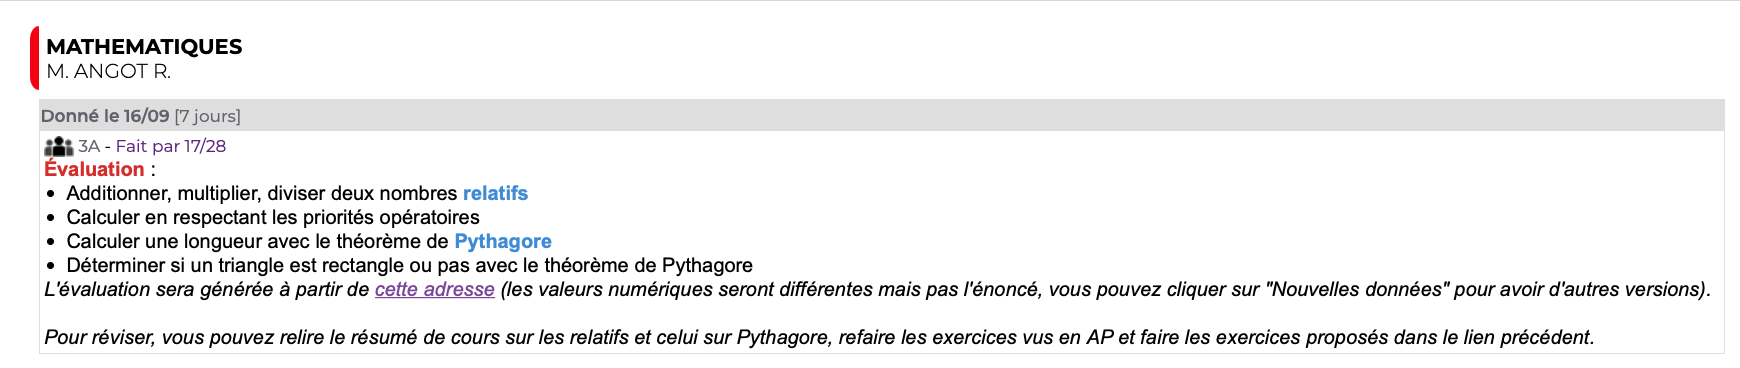 MATHEMATIQUES
M. ANGOT R.
Donné le 16/09 [7 jours]
3A - Fait par 17/28
Évaluation :
• Additionner, multiplier, diviser deux nombres relatifs
• Calculer en respectant les priorités opératoires
• Calculer une longueur avec le théorème de Pythagore
• Déterminer si un triangle est rectangle ou pas avec le théorème de Pythagore
L'évaluation sera générée à partir de cette adresse (les valeurs numériques seront différentes mais pas l'énoncé, vous pouvez cliquer sur "Nouvelles données" pour avoir d'autres versions).
Pour réviser, vous pouvez relire le résumé de cours sur les relatifs et celui sur Pythagore, refaire les exercices vus en AP et faire les exercices proposés dans le lien précédent.